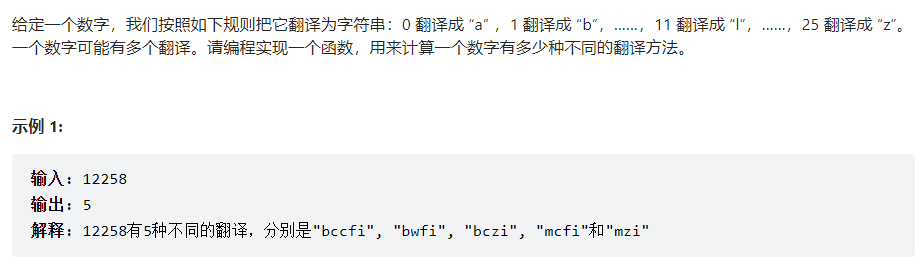 给定一个数字，我们按照如下规则把它翻译为字符串：0 翻译成 “a” ，1 翻译成 “b”，……，11 翻译成 “l”，……，25 翻译成 “z”。
一个数字可能有多个翻译。请编程实现一个函数，用来计算一个数字有多少种不同的翻译方法。
示例 1:
输入: 12258
输出: 5
解释: 12258有5种不同的翻译，分别是"bccfi", "bwfi", "bczi", "mcfi"和"mzi"